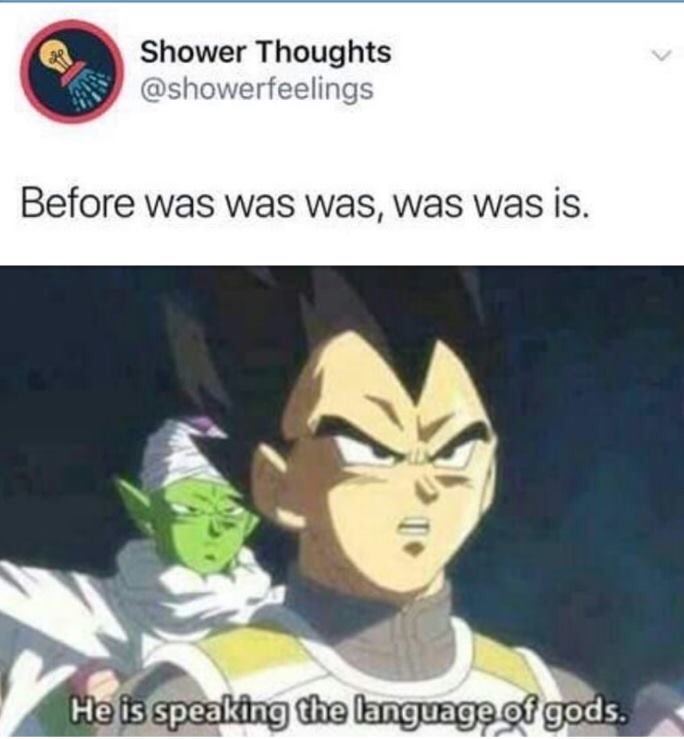 Shower Thoughts
@showerfeelings
Before was was was, was was is.
He is speaking the language of gods.